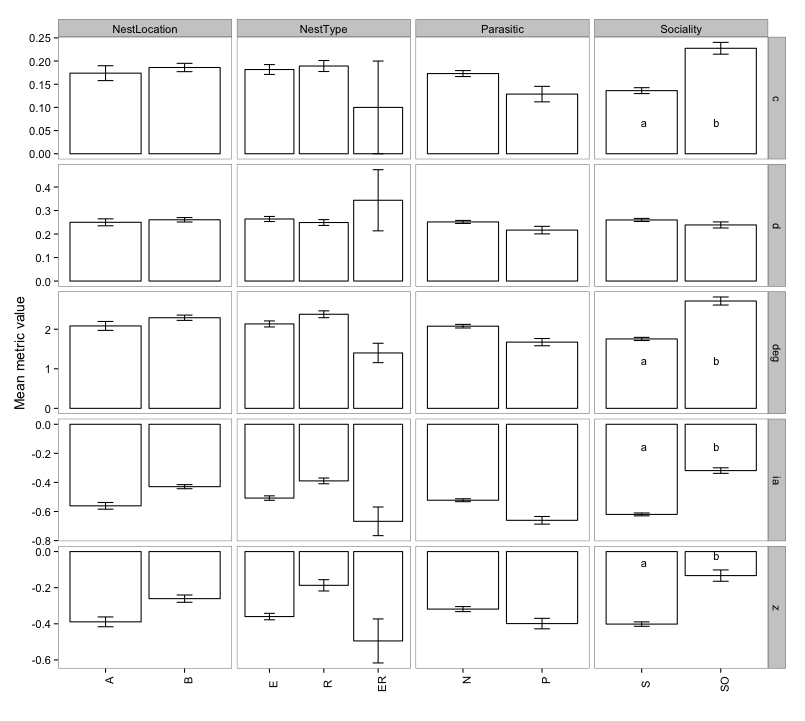 NestLocation NestType Parasitic Sociality
0.25
0.20
0.15
0.10
0.05
0.00
a b
c
0.4
0.3
0.2
0.1
0.0
d
2
1
0
a b
deg
0.0
-0.2
-0.4
-0.6
-0.8
a b
ia
0.0
-0.2
-0.4
-0.6
a b
z
Mean metric value
A B E R ER N P S SO